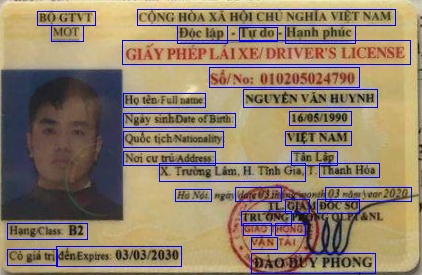 BỘ GTVT
MOT
CỘNG HÒA XÃ HỘI CHỦ NGHĨA VIỆT NAM
Độc lập - Tự do - Hạnh phúc
GIẤY PHÉP LÁI XE/ DRIVER'S LICENSE
Số/No: 010205024790
Họ tên/Full name: NGUYỄN VĂN HUYNH
Ngày sinh/Date of Birth: 16/05/1990
Quốc tịch/Nationality: VIỆT NAM
Nơi cư trú/Address: Tân Lập
X. Trường Lâm, H. Tĩnh Gia, T. Thanh Hóa
Hà Nội, ngày/date 03 tháng/month 03 năm/year 2020
TL. GIÁM ĐỐC SỞ
TRƯỞNG PHÒNG QLPT&NL
GIAO THÔNG
VẬN TẢI
Hạng/Class: B2
Có giá trị đến/Expires: 03/03/2030
ĐÀO DUY PHONG